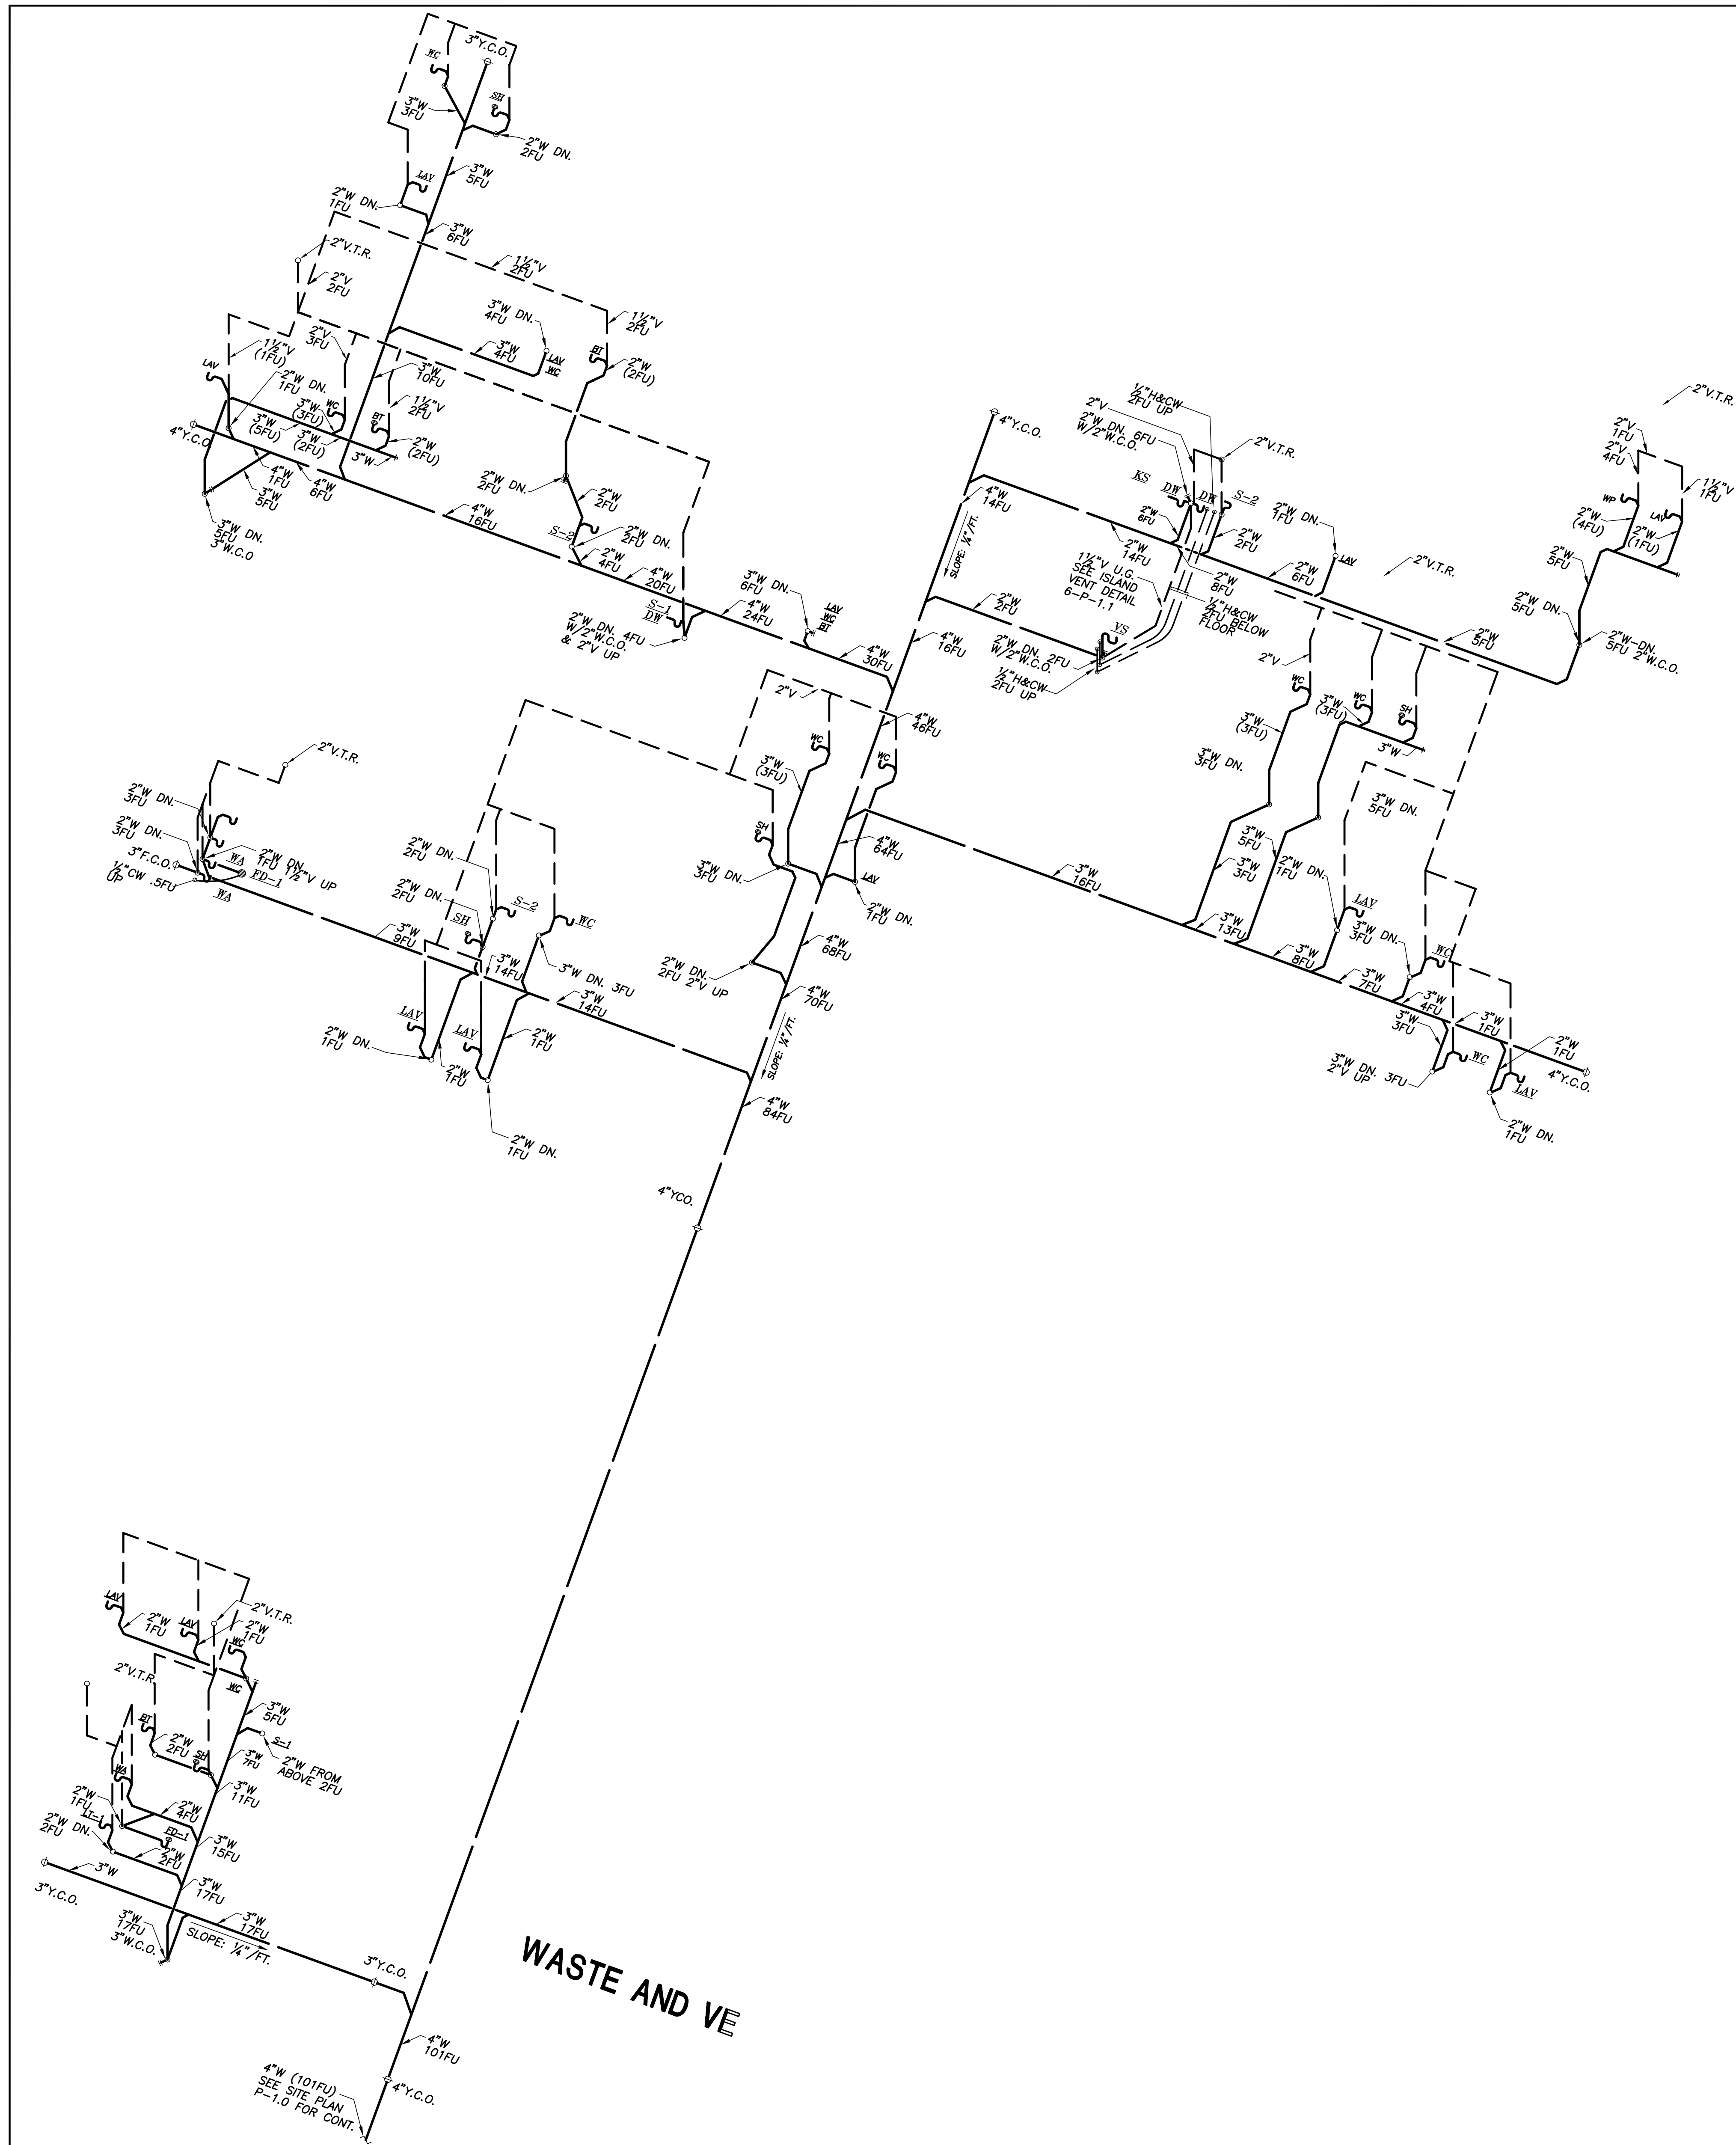 3"Y.C.O.
WC
3"W
3FU
SH
2"W DN.
2FU
3"W
5FU
LAV
2"W DN.
1FU
3"W
6FU
2"V.T.R.
2"V
2FU
1½"V
2FU
3"W DN.
4FU
1½"V
2FU
2"V
3FU
1½"V
(1FU)
3"W
4FU
LAV
WC
BT
2"W
(2FU)
LAV
2"W DN.
1FU
3"W
10FU
1½"V
2FU
3"W
(3FU)
WC
BT
3"W
(5FU)
3"W
(2FU)
2"W
(2FU)
3"W
4"Y.C.O
4"W
1FU
4"W
6FU
3"W
5FU
3"W DN.
5FU
3"W.C.O
2"W DN.
2FU
2"W
2FU
4"W
16FU
S-2
2"W DN.
2FU
2"W
4FU
4"W
20FU
S-1
DW
2"W DN. 4FU
W/2"W.C.O.
& 2"V UP
4"W
24FU
3"W DN.
6FU
LAV
WC
BT
4"W
30FU
4"Y.C.O.
4"W
14FU
SLOPE: ¼"/FT.
2"V
½"H&CW
2FU UP
2"W DN. 6FU
W/2"W.C.O.
2"V.T.R.
KS
DW
DW
S-2
2"W
6FU
2"W
14FU
2"W
2FU
2"W DN.
1FU
LAV
2"W
6FU
2"V.T.R.
2"V.T.R.
2"V
1FU
2"V
4FU
1½"V
1FU
WP
LAV
2"W
(4FU)
2"W
(1FU)
2"W
5FU
2"W DN.
5FU
2"W-DN.
5FU 2"W.C.O.
2"W
5FU
1½"V U.G.
SEE ISLAND
VENT DETAIL
6-P-1.1
2"W
8FU
½"H&CW
2FU BELOW
FLOOR
2"W
2FU
VS
2"W DN. 2FU
W/2"W.C.O.
½"H&CW
2FU UP
4"W
16FU
2"V
4"W
46FU
WC
WC
3"W
(3FU)
SH
3"W DN.
3FU
4"W
64FU
LAV
2"W DN.
1FU
2"V
WC
3"W
(3FU)
3"W DN.
3FU
WC
3"W
(3FU)
SH
3"W
3"W DN.
5FU
3"W
5FU
3"W
3FU
3"W
16FU
2"W DN.
1FU
LAV
3"W
13FU
3"W DN.
3FU
WC
3"W
8FU
3"W
7FU
3"W
4FU
3"W
3FU
3"W
1FU
2"W
1FU
WC
3"W DN. 3FU
2"V UP
LAV
2"W DN.
1FU
4"Y.C.O.
2"V.T.R.
2"W DN.
3FU
2"W DN.
3FU
3"F.C.O.
½"CW .5FU
UP
2"W DN.
1FU 1½"V UP
WA
FD-1
WA
3"W
9FU
2"W DN.
2FU
2"W DN.
2FU
S-2
SH
WC
3"W
14FU
3"W DN. 3FU
3"W
14FU
LAV
LAV
2"W DN.
1FU
2"W
1FU
2"W
1FU
2"W DN.
1FU
4"W
68FU
2"W DN.
2FU 2"V UP
4"W
70FU
SLOPE: ¼"/FT.
4"W
84FU
4"YCO.
LAV
2"W
1FU
LAV
2"V.T.R.
2"W
1FU
WC
2"V.T.R.
WC
3"W
5FU
BT
2"W
2FU
SH
S-1
2"W FROM
ABOVE 2FU
3"W
7FU
WA
3"W
11FU
2"W
1FU
LT-1
2"W
4FU
FD-1
2"W DN.
2FU
2"W
2FU
3"W
15FU
3"W
3"Y.C.O.
3"W
17FU
3"W
17FU
3"W.C.O.
3"W
17FU
SLOPE: ¼"/FT.
3"Y.C.O.
WASTE AND VE
4"W
101FU
4"W (101FU)
SEE SITE PLAN
P-1.0 FOR CONT.
4"Y.C.O.